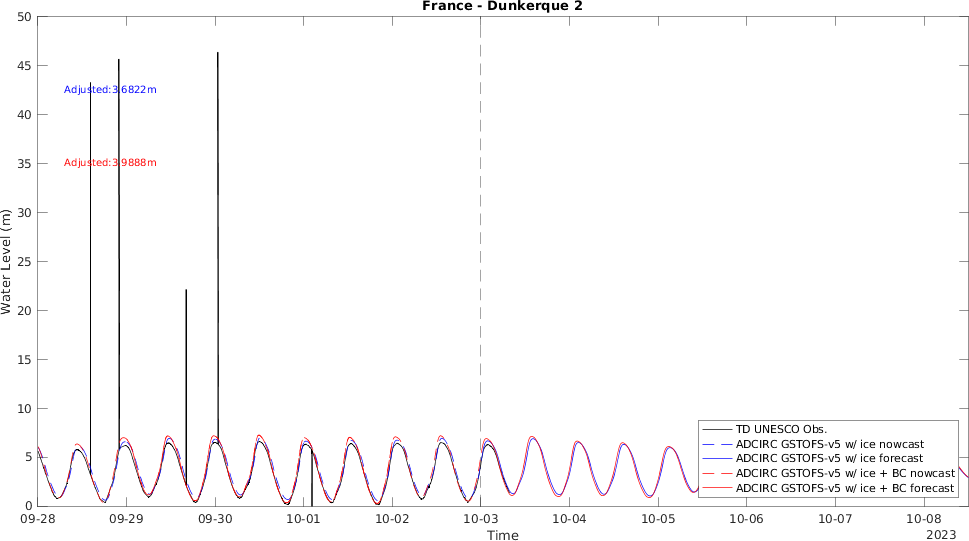 France - Dunkerque 2
Water Level (m)
50
45
40
35
30
25
20
15
10
5
0
Adjusted:3.6822m
Adjusted:3.9888m
TD UNESCO Obs.
ADCIRC GSTOFS-v5 w/ ice nowcast
ADCIRC GSTOFS-v5 w/ ice forecast
ADCIRC GSTOFS-v5 w/ ice + BC nowcast
ADCIRC GSTOFS-v5 w/ ice + BC forecast
09-28 09-29 09-30 10-01 10-02 10-03 10-04 10-05 10-06 10-07 10-08
Time
2023